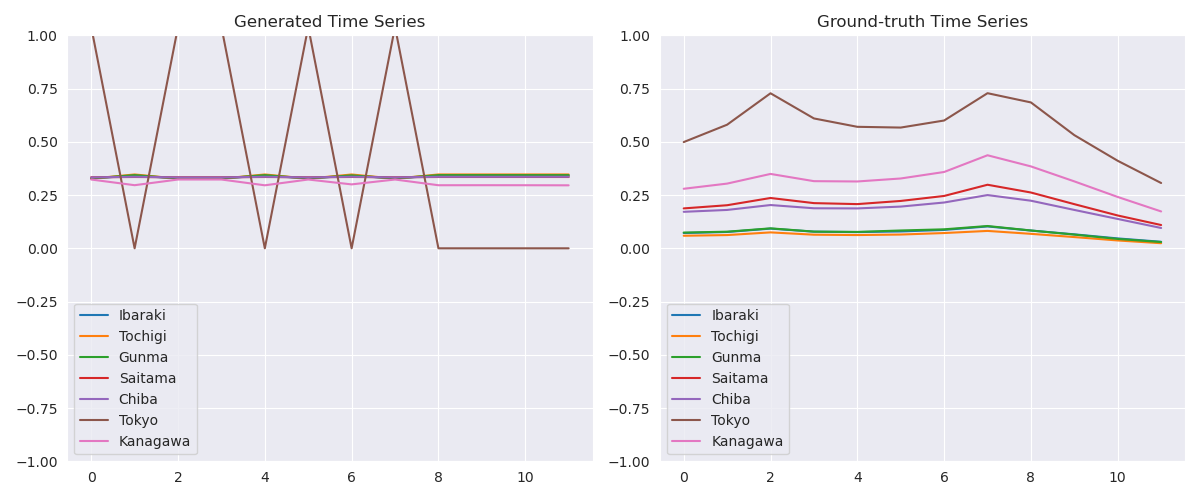 Generated Time Series
1.00
0.75
0.50
0.25
0.00
−0.25
−0.50
−0.75
−1.00
0 2 4 6 8 10
Ibaraki
Tochigi
Gunma
Saitama
Chiba
Tokyo
Kanagawa
Ground-truth Time Series
1.00
0.75
0.50
0.25
0.00
−0.25
−0.50
−0.75
−1.00
0 2 4 6 8 10
Ibaraki
Tochigi
Gunma
Saitama
Chiba
Tokyo
Kanagawa